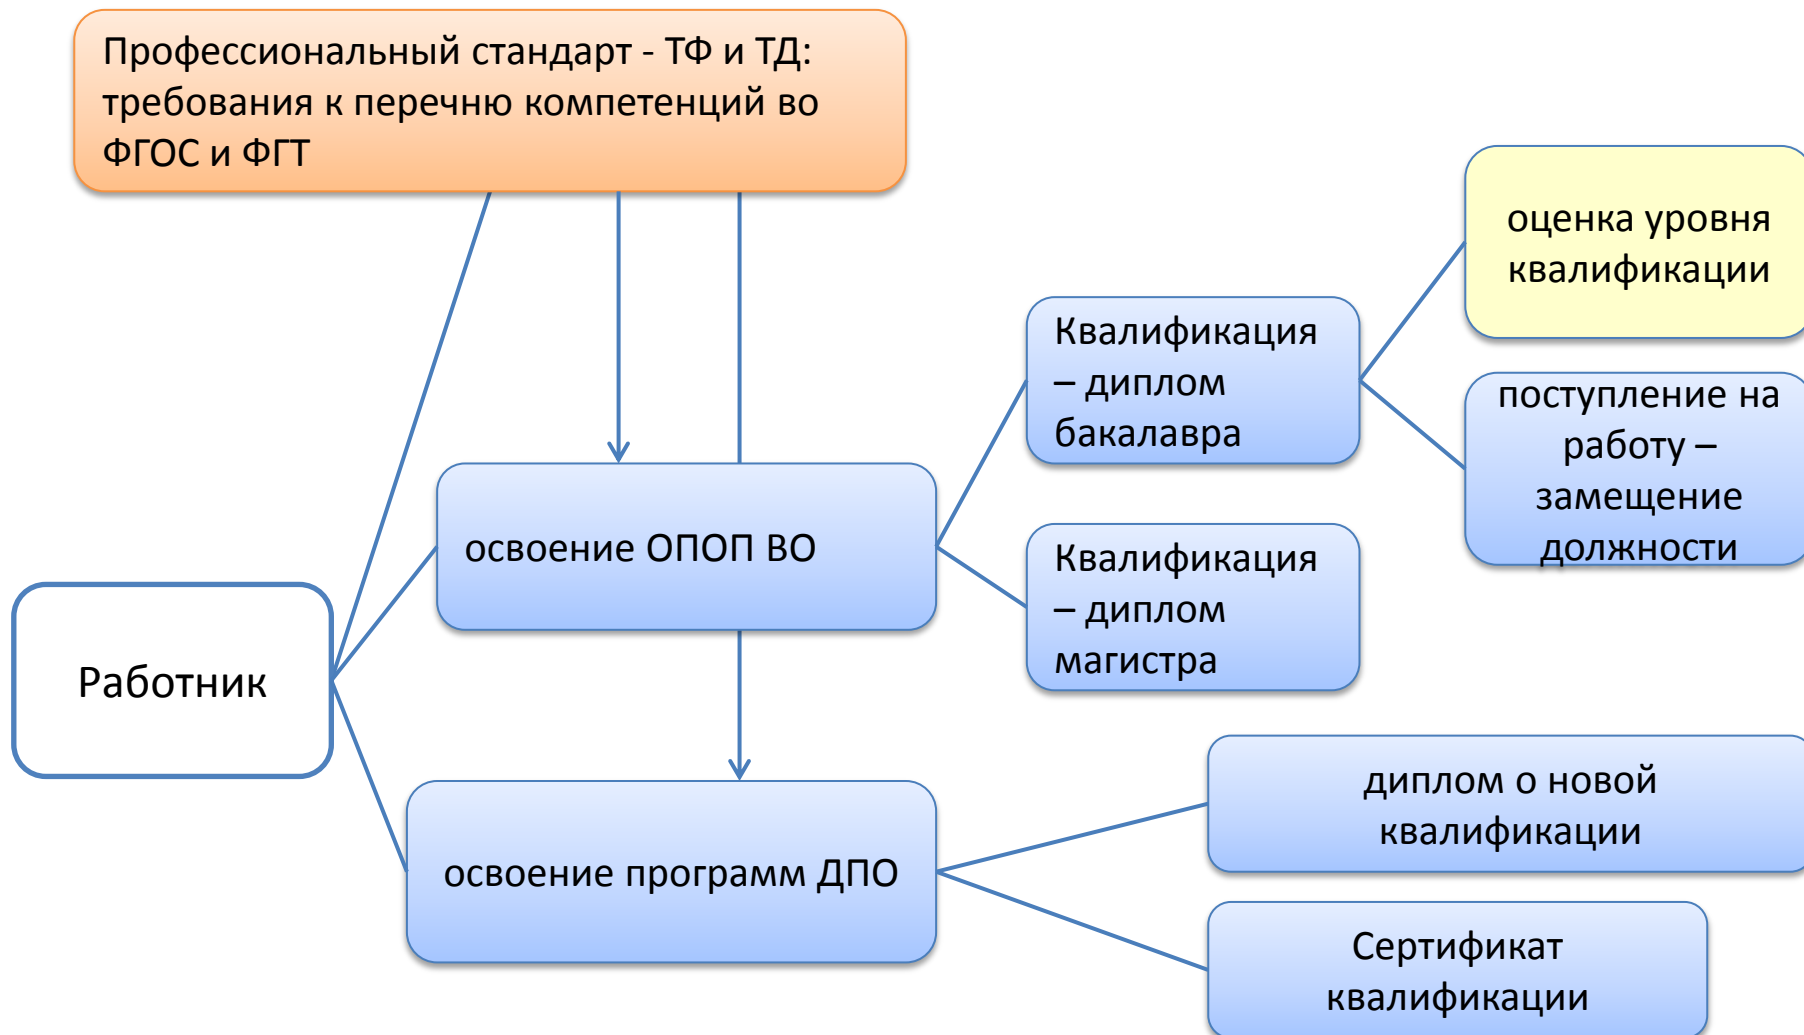 Профессиональный стандарт - ТФ и ТД:
требования к перечню компетенций во
ФГОС и ФГТ
оценка уровня
квалификации
Квалификация
– диплом
бакалавра
поступление на
работу –
замещение
должности
освоение ОПОП ВО
Квалификация
– диплом
магистра
Работник
диплом о новой
квалификации
освоение программ ДПО
Сертификат
квалификации